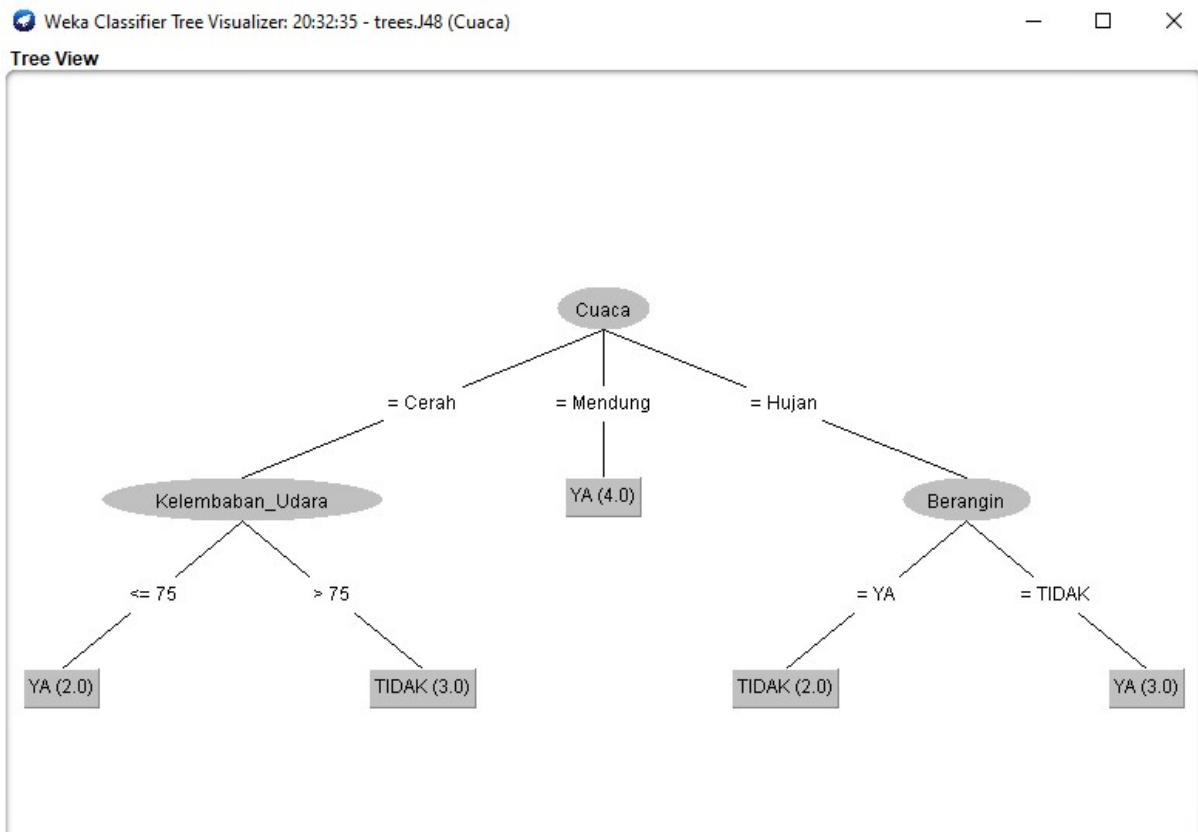 Weka Classifier Tree Visualizer: 20:32:35 - trees.J48 (Cuaca)
Tree View
Cuaca
= Cerah
= Mendung
= Hujan
Kelembaban_Udara
YA (4.0)
Berangin
<= 75
> 75
= YA
= TIDAK
YA (2.0)
TIDAK (3.0)
TIDAK (2.0)
YA (3.0)